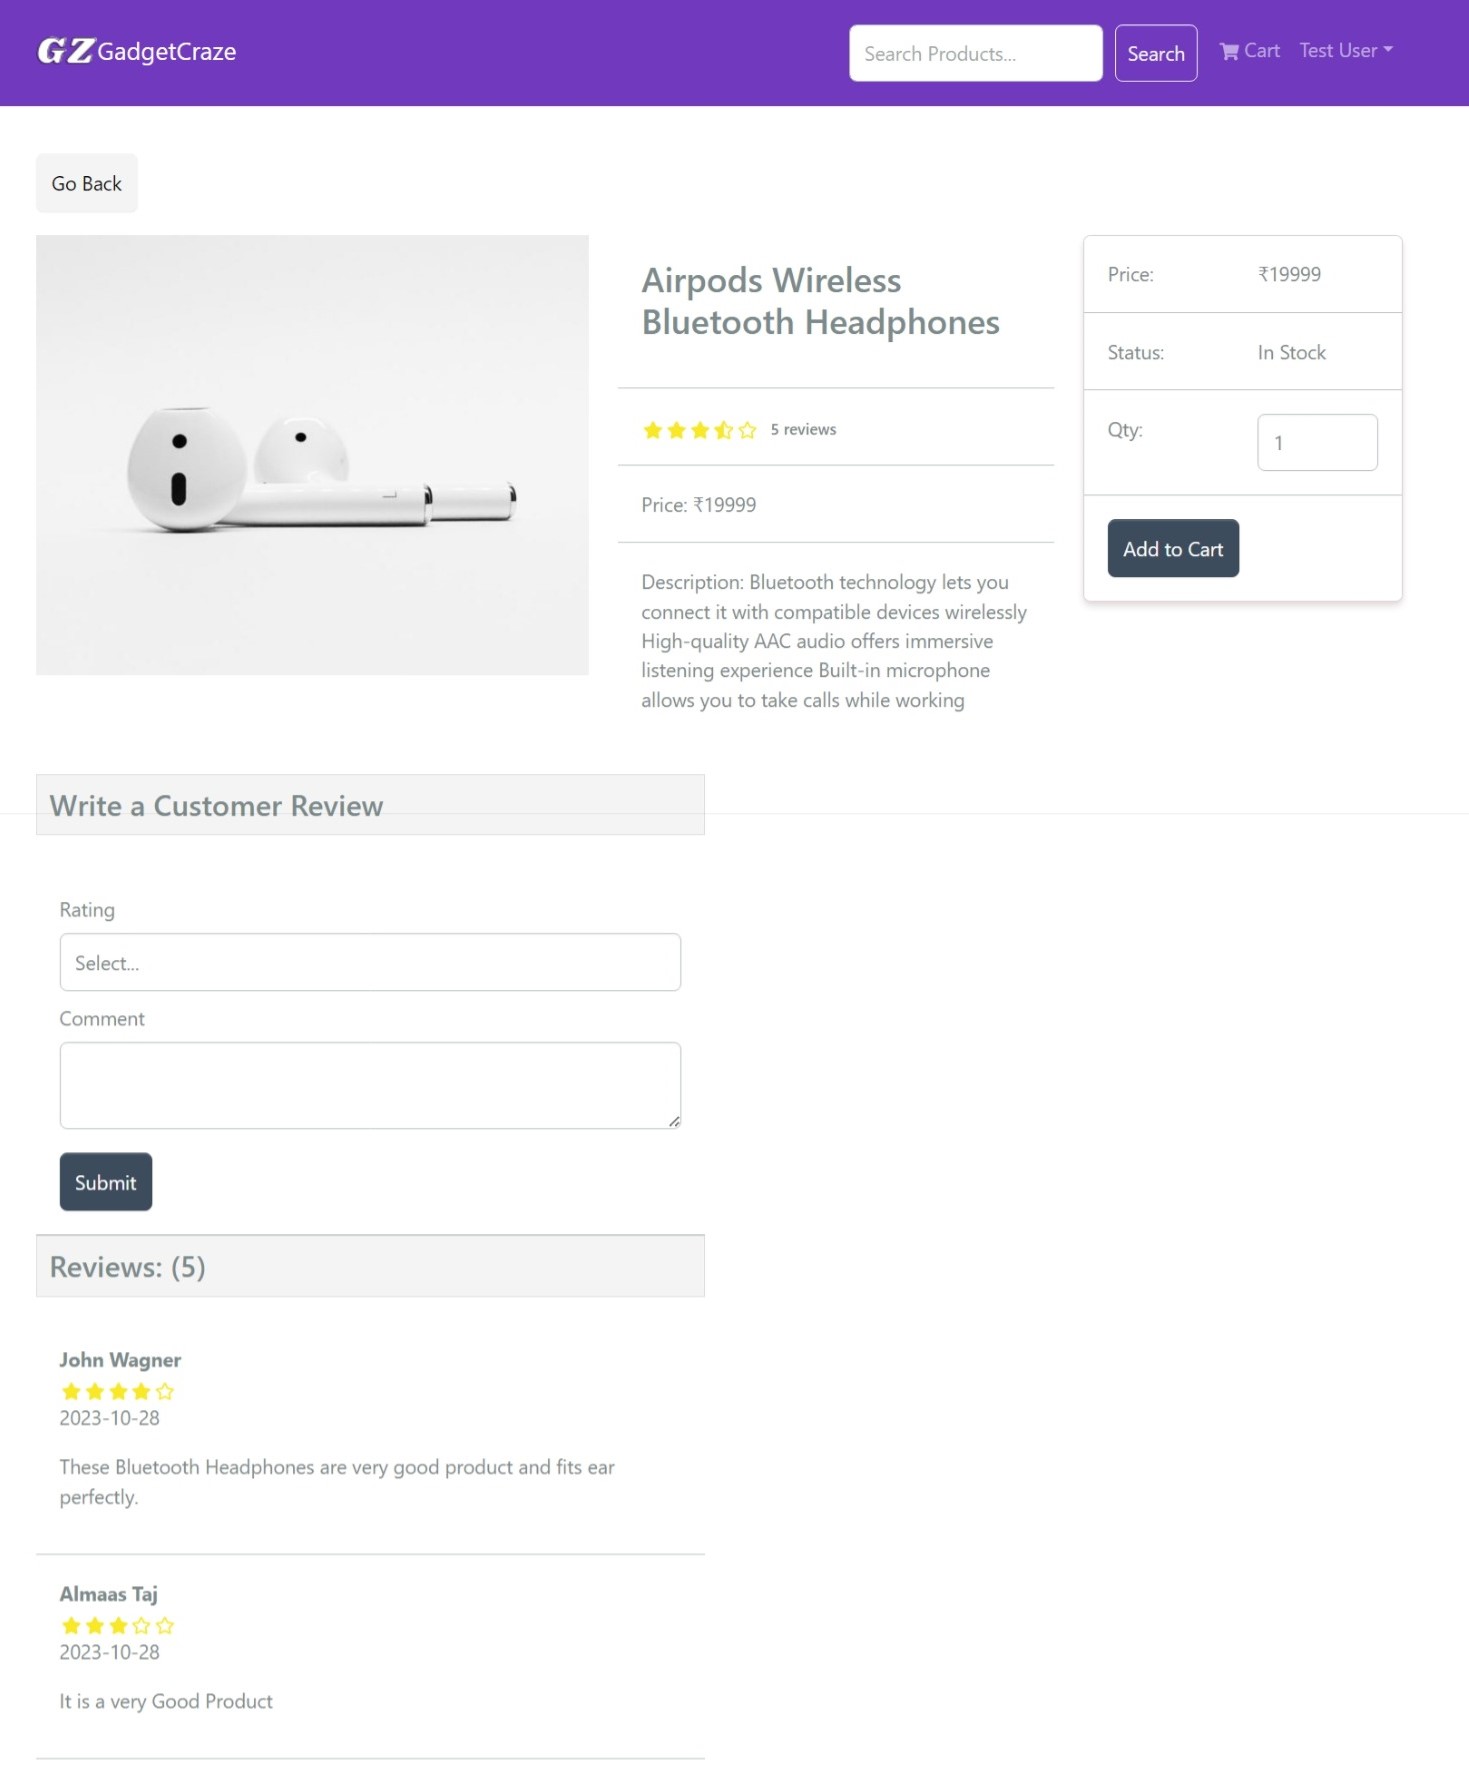 GZ GadgetCraze
Search Products...
Search
Cart
Test User
Go Back
Airpods Wireless
Bluetooth Headphones
5 reviews
Price: ₹19999
Description: Bluetooth technology lets you
connect it with compatible devices wirelessly
High-quality AAC audio offers immersive
listening experience Built-in microphone
allows you to take calls while working
Price: ₹19999
Status: In Stock
Qty: 1
Add to Cart
Write a Customer Review
Rating
Select...
Comment
Submit
Reviews: (5)
John Wagner
2023-10-28
These Bluetooth Headphones are very good product and fits ear
perfectly.
Almaas Taj
2023-10-28
It is a very Good Product